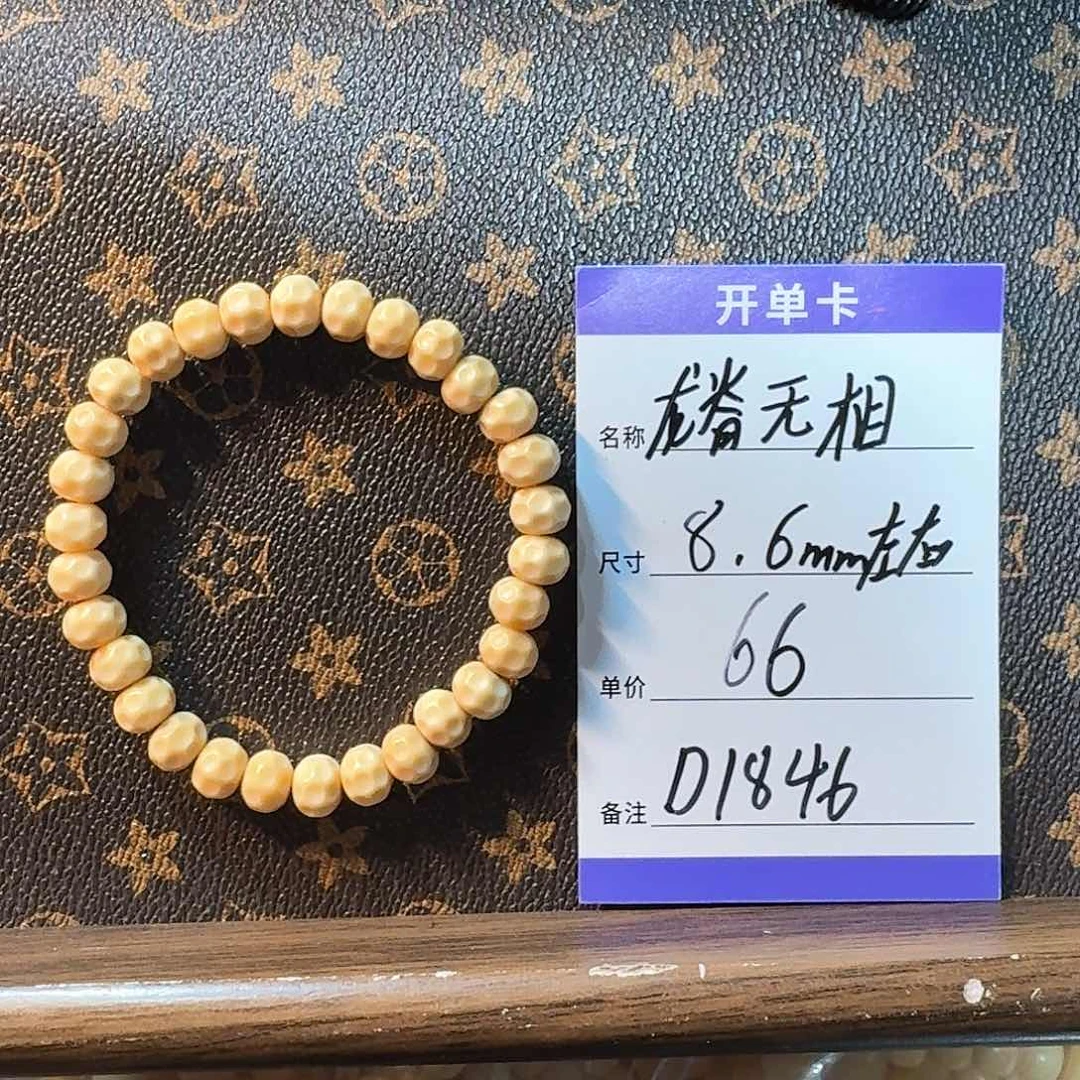 开单卡
名称 龙脊无相
尺寸 8.6mm左右
单价 66
备注 D1846